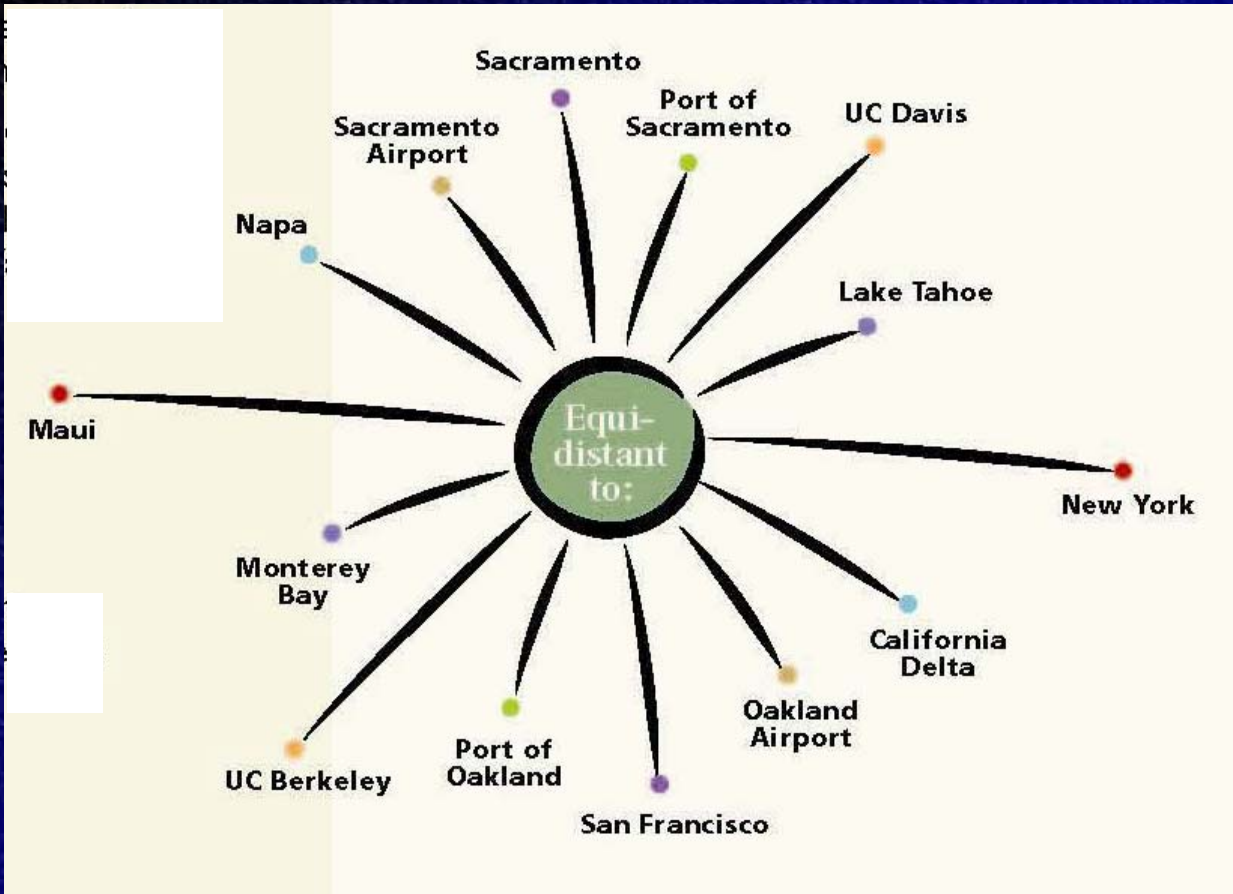 Sacramento
Port of
Sacramento
UC Davis
Sacramento
Airport
Napa
Lake Tahoe
Maui
Equi-
distant
to:
New York
Monterey
Bay
California
Delta
Oakland
Airport
Port of
Oakland
UC Berkeley
San Francisco